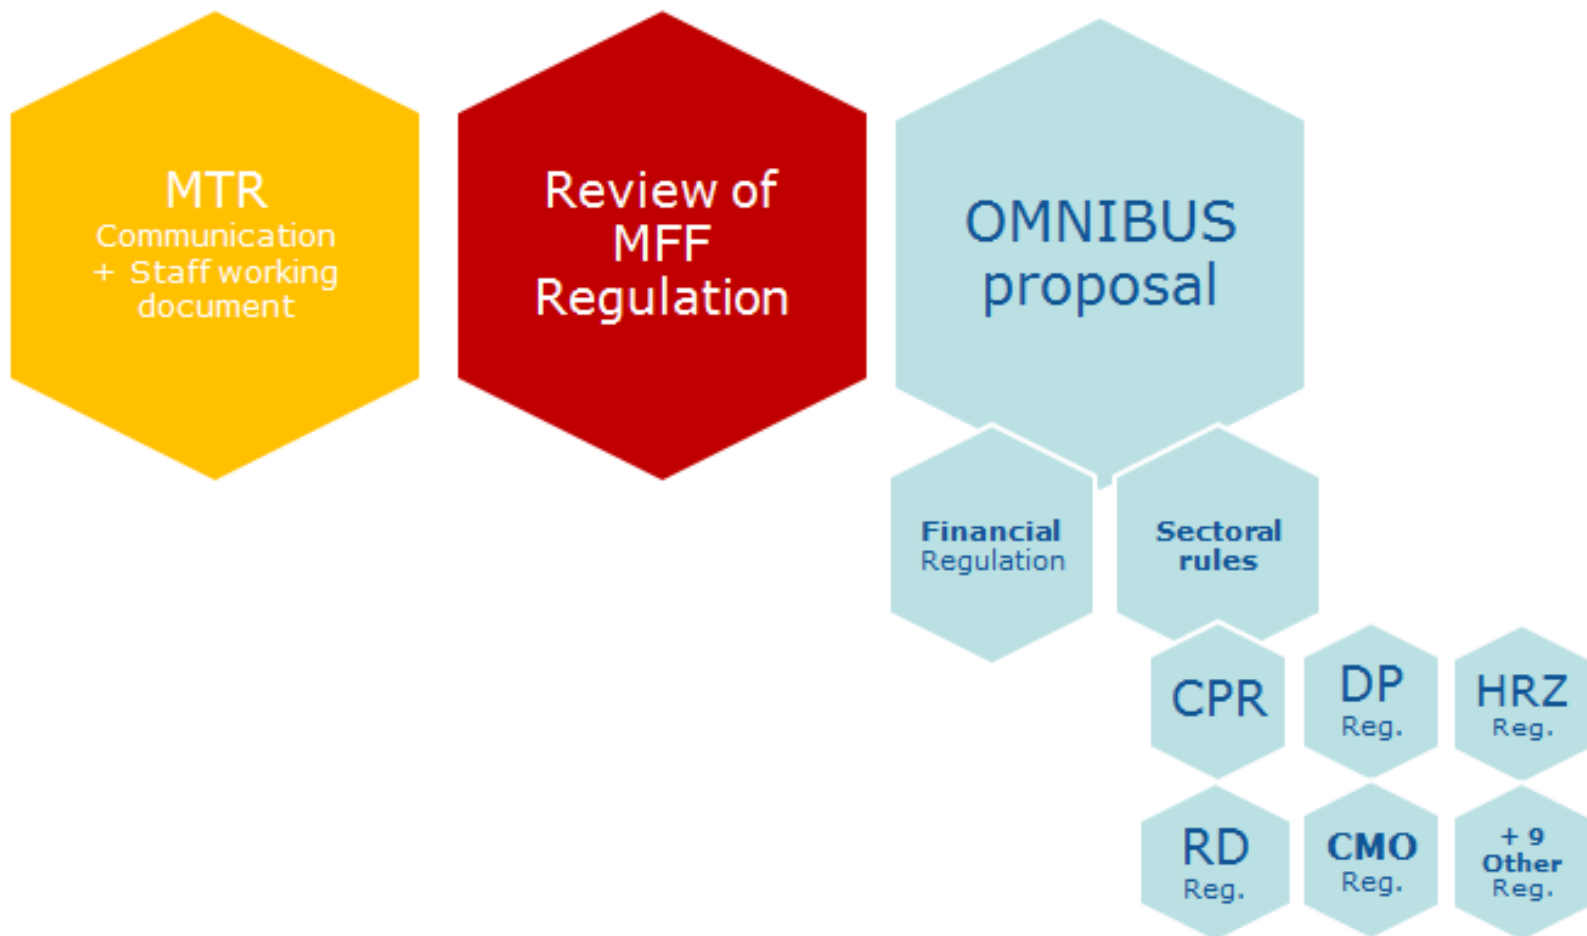 MTR
Communication
+ Staff working
document
Review of
MFF
Regulation
OMNIBUS
proposal
Financial
Regulation
Sectoral
rules
CPR
DP
Reg.
HRZ
Reg.
RD
Reg.
CMO
Reg.
+ 9
Other
Reg.